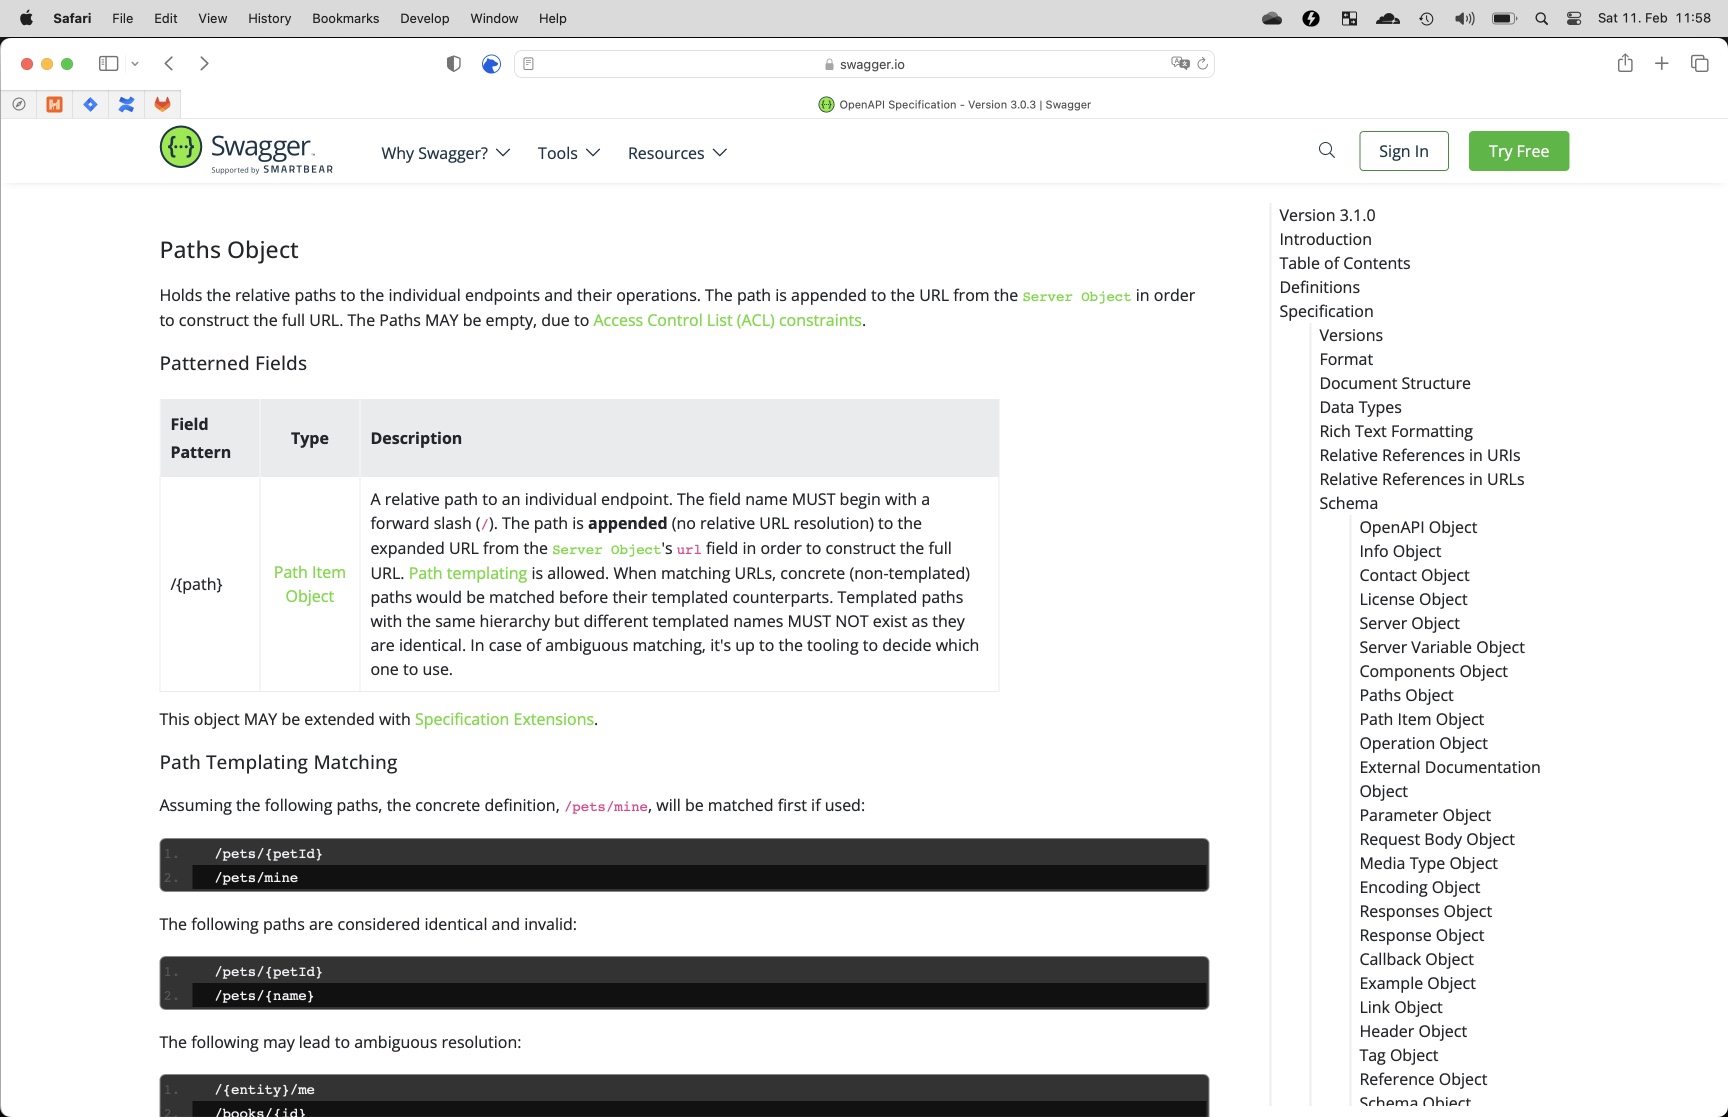 Safari File Edit View History Bookmarks Develop Window Help Sat 11. Feb 11:58
swagger.io
OpenAPI Specification - Version 3.0.3 | Swagger
Swagger
Supported by SMARTBEAR
Why Swagger? Tools Resources Sign In Try Free
Paths Object
Holds the relative paths to the individual endpoints and their operations. The path is appended to the URL from the Server Object in order
to construct the full URL. The Paths MAY be empty, due to Access Control List (ACL) constraints.
Patterned Fields
Field
Pattern
Type
Description
/{path}
Path Item
Object
A relative path to an individual endpoint. The field name MUST begin with a
forward slash (/). The path is appended (no relative URL resolution) to the
expanded URL from the Server Object's url field in order to construct the full
URL. Path templating is allowed. When matching URLs, concrete (non-templated)
paths would be matched before their templated counterparts. Templated paths
with the same hierarchy but different templated names MUST NOT exist as they
are identical. In case of ambiguous matching, it's up to the tooling to decide which
one to use.
This object MAY be extended with Specification Extensions.
Path Templating Matching
Assuming the following paths, the concrete definition, /pets/mine, will be matched first if used:
1. /pets/{petId}
2. /pets/mine
The following paths are considered identical and invalid:
1. /pets/{petId}
2. /pets/{name}
The following may lead to ambiguous resolution:
1. /{entity}/me
2. /books/{id}
Version 3.1.0
Introduction
Table of Contents
Definitions
Specification
Versions
Format
Document Structure
Data Types
Rich Text Formatting
Relative References in URIs
Relative References in URLs
Schema
OpenAPI Object
Info Object
Contact Object
License Object
Server Object
Server Variable Object
Components Object
Paths Object
Path Item Object
Operation Object
External Documentation
Object
Parameter Object
Request Body Object
Media Type Object
Encoding Object
Responses Object
Response Object
Callback Object
Example Object
Link Object
Header Object
Tag Object
Reference Object
Schema Object